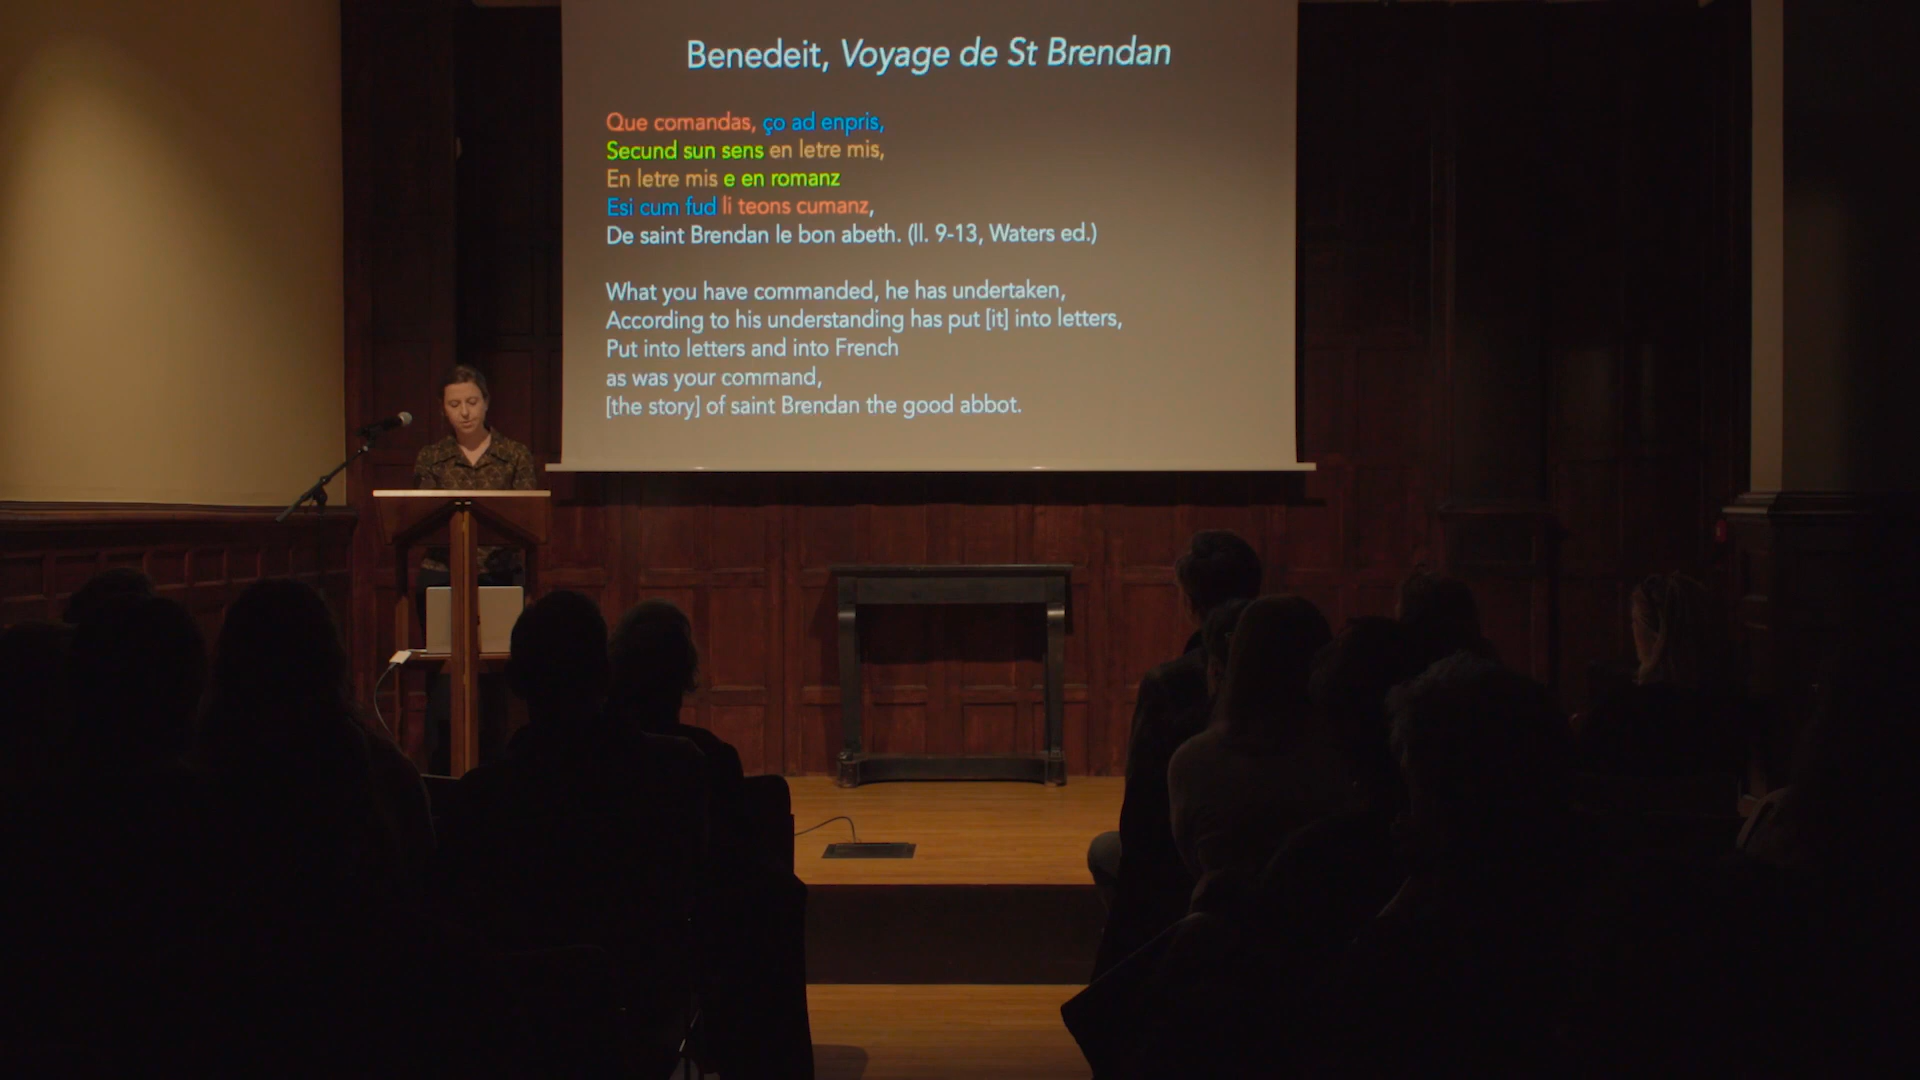 Benedeit, Voyage de St Brendan
Que comandas, ço ad enpris,
Secund sun sens en letre mis,
En letre mis e en romanz
Esi cum fud li teons cumanz,
De saint Brendan le bon abeth. (ll. 9-13, Waters ed.)
What you have commanded, he has undertaken,
According to his understanding has put [it] into letters,
Put into letters and into French
as was your command,
[the story] of saint Brendan the good abbot.